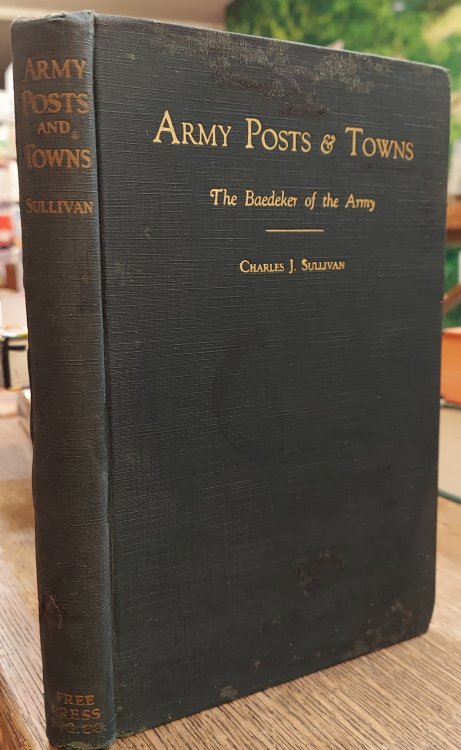 ARMY
POSTS
AND
TOWNS
SULLIVAN
FREE
PRESS
ARMY POSTS & TOWNS
The Baedeker of the Army
CHARLES J. SULLIVAN